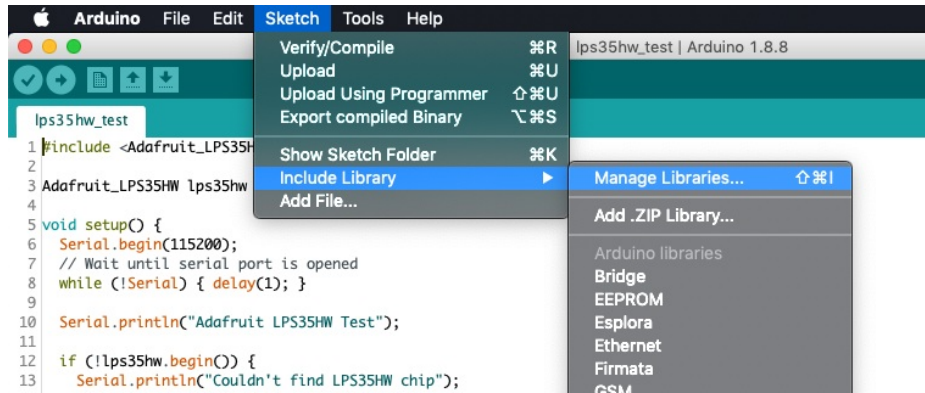 Arduino File Edit Sketch Tools Help
lps35hw_test | Arduino 1.8.8
Verify/Compile ⌘R
Upload ⌘U
Upload Using Programmer ⇧⌘U
Export compiled Binary ⌥⌘S
Show Sketch Folder ⌘K
Include Library ▶
Add File...
Manage Libraries... ⇧⌘I
Add .ZIP Library...
Arduino libraries
Bridge
EEPROM
Esplora
Ethernet
Firmata
GSM
lps35hw_test
1 #include <Adafruit_LPS35H
2
3 Adafruit_LPS35HW lps35hw
4
5 void setup() {
6 Serial.begin(115200);
7 // Wait until serial port is opened
8 while (!Serial) { delay(1); }
9
10 Serial.println("Adafruit LPS35HW Test");
11
12 if (!lps35hw.begin()) {
13 Serial.println("Couldn't find LPS35HW chip");